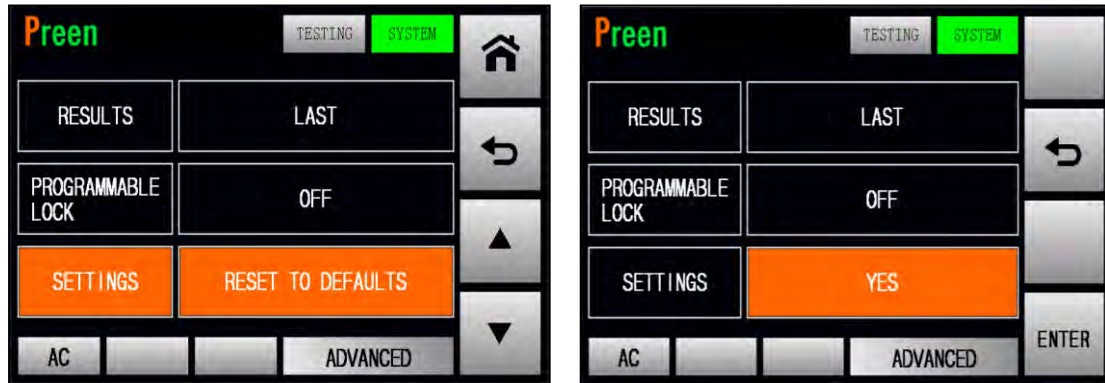 Preen TESTING SYSTEM
RESULTS LAST
PROGRAMMABLE
LOCK OFF
SETTINGS RESET TO DEFAULTS
AC ADVANCED
Preen TESTING SYSTEM
RESULTS LAST
PROGRAMMABLE
LOCK OFF
SETTINGS YES
AC ADVANCED ENTER